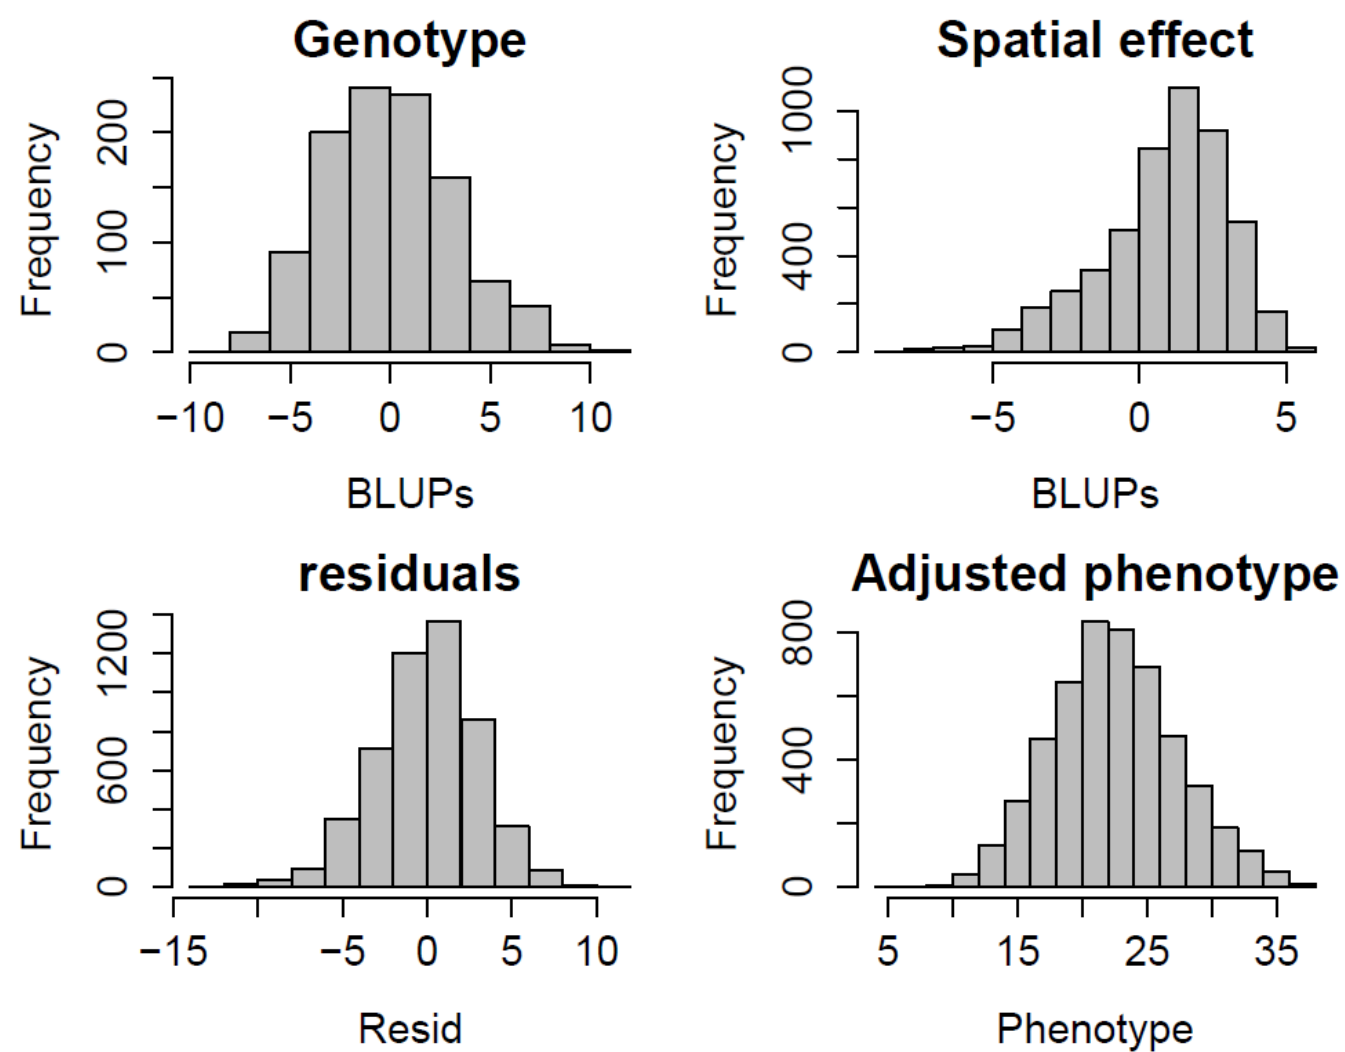 Genotype
Frequency
0 100 200
−10 −5 0 5 10
BLUPs
Spatial effect
Frequency
0 400 1000
−5 0 5
BLUPs
residuals
Frequency
0 600 1200
−15 −5 0 5 10
Resid
Adjusted phenotype
Frequency
0 400 800
5 15 25 35
Phenotype